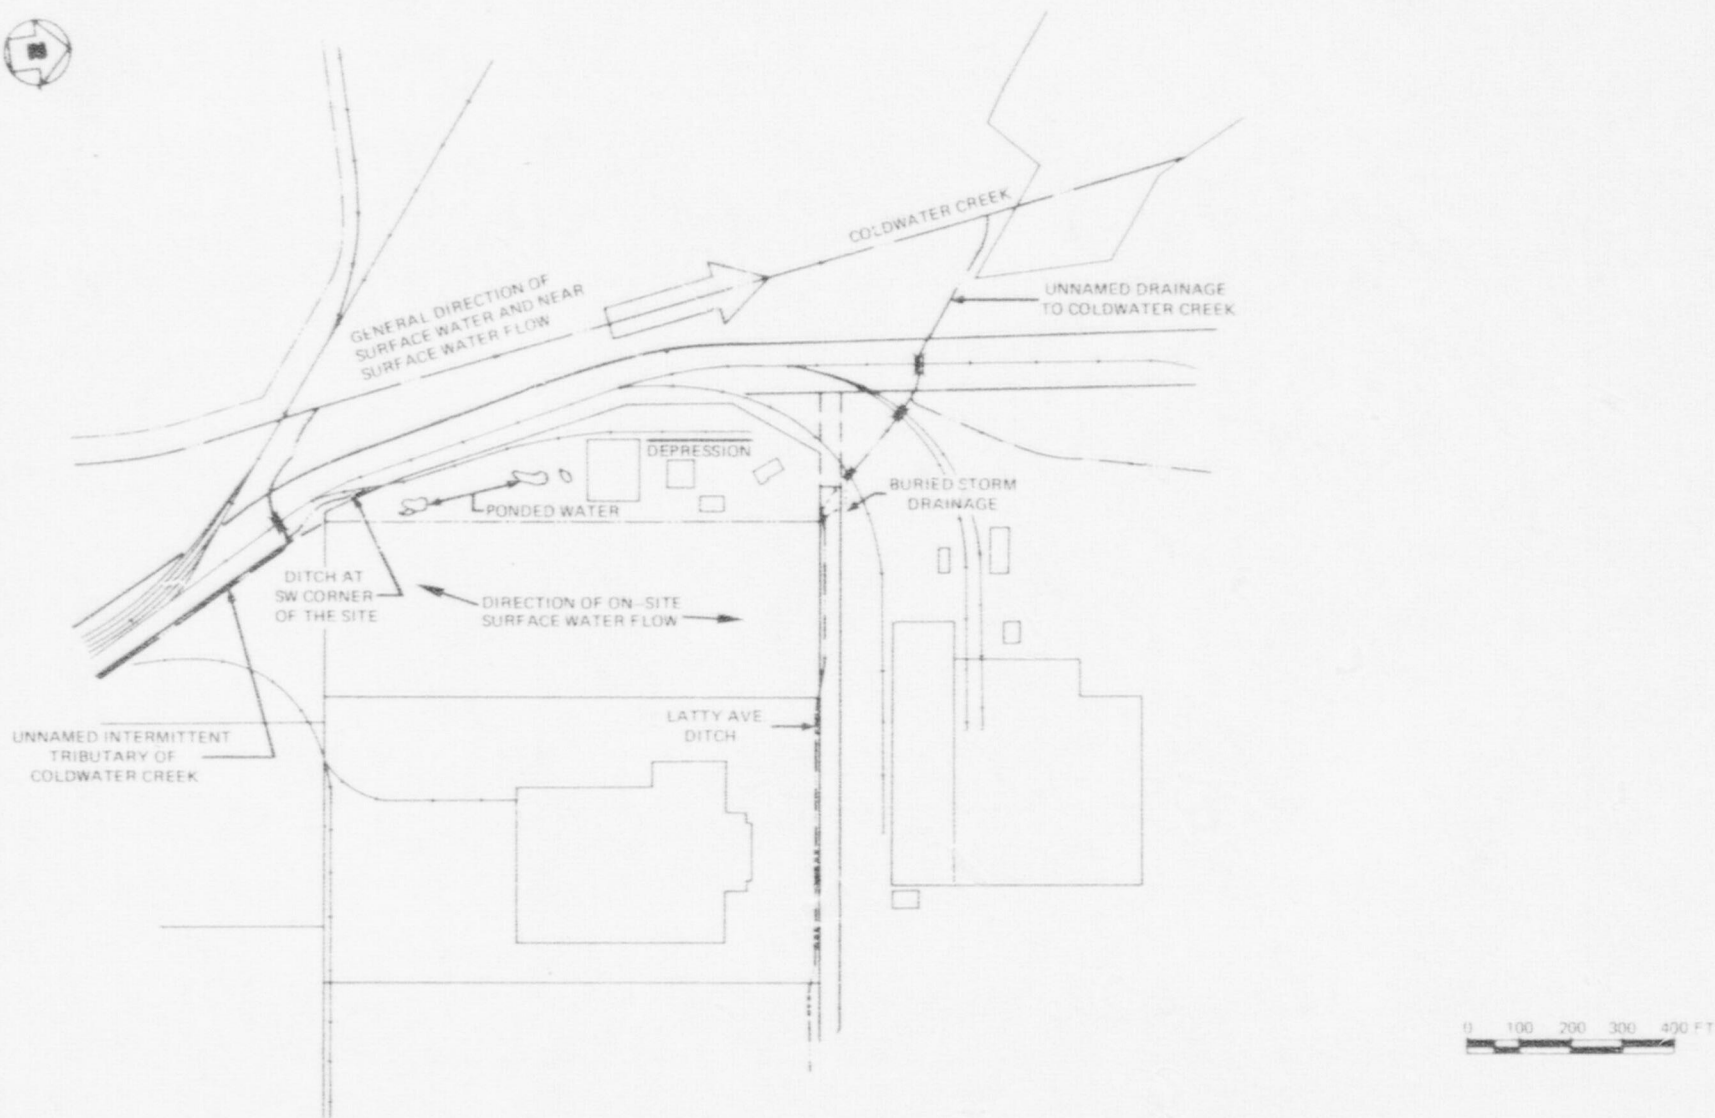 COLDWATER CREEK
GENERAL DIRECTION OF
SURFACE WATER AND NEAR
SURFACE WATER FLOW
UNNAMED DRAINAGE
TO COLDWATER CREEK
DEPRESSION
PONDED WATER
BURIED STORM
DRAINAGE
DITCH AT
SW CORNER
OF THE SITE
DIRECTION OF ON-SITE
SURFACE WATER FLOW
LATTY AVE.
DITCH
UNNAMED INTERMITTENT
TRIBUTARY OF
COLDWATER CREEK
0 100 200 300 400 FT